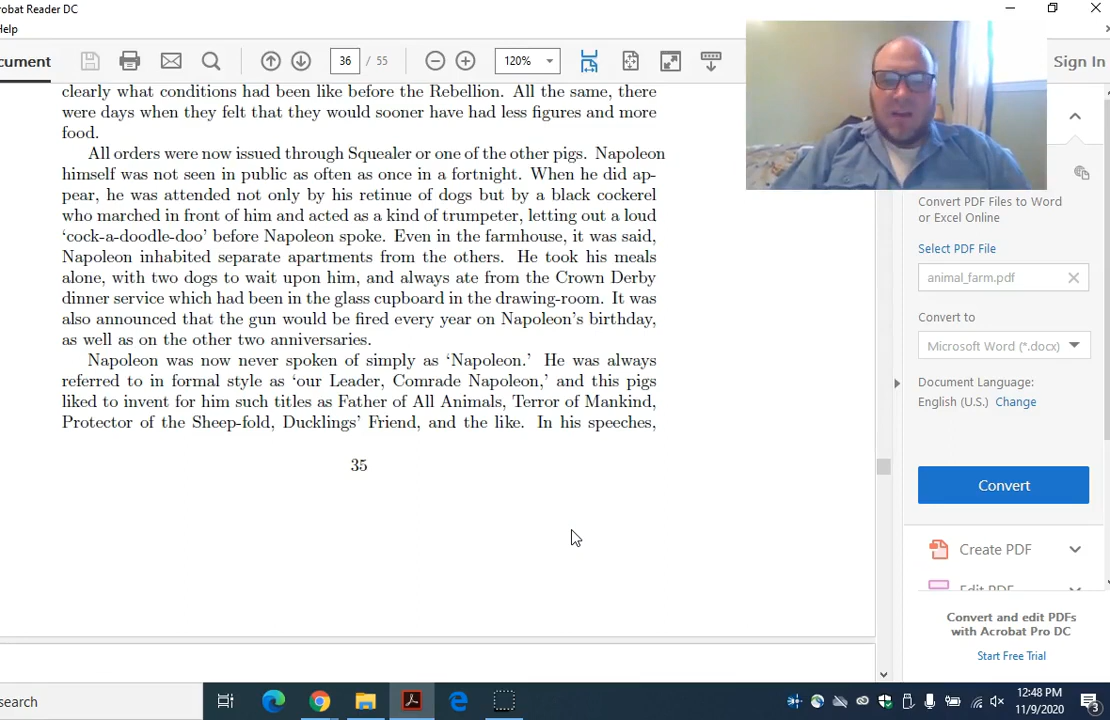 obat Reader DC
Help
cument
36 / 55
120%
Sign In
clearly what conditions had been like before the Rebellion. All the same, there
were days when they felt that they would sooner have had less figures and more
food.
All orders were now issued through Squealer or one of the other pigs. Napoleon
himself was not seen in public as often as once in a fortnight. When he did ap-
pear, he was attended not only by his retinue of dogs but by a black cockerel
who marched in front of him and acted as a kind of trumpeter, letting out a loud
‘cock-a-doodle-doo’ before Napoleon spoke. Even in the farmhouse, it was said,
Napoleon inhabited separate apartments from the others. He took his meals
alone, with two dogs to wait upon him, and always ate from the Crown Derby
dinner service which had been in the glass cupboard in the drawing-room. It was
also announced that the gun would be fired every year on Napoleon’s birthday,
as well as on the other two anniversaries.
Napoleon was now never spoken of simply as ‘Napoleon.’ He was always
referred to in formal style as ‘our Leader, Comrade Napoleon,’ and this pigs
liked to invent for him such titles as Father of All Animals, Terror of Mankind,
Protector of the Sheep-fold, Ducklings’ Friend, and the like. In his speeches,
35
Convert PDF Files to Word
or Excel Online
Select PDF File
animal_farm.pdf
Convert to
Microsoft Word (*.docx)
Document Language:
English (U.S.) Change
Convert
Create PDF
Edit PDF
Convert and edit PDFs
with Acrobat Pro DC
Start Free Trial
search
12:48 PM
11/9/2020
3